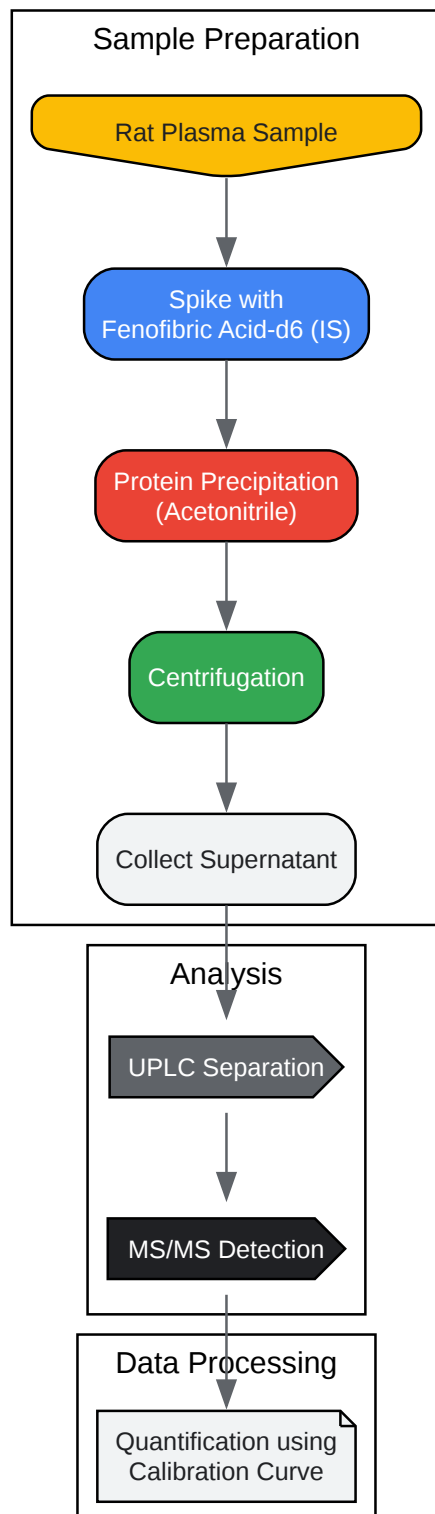 Sample Preparation
Rat Plasma Sample
Spike with
Fenofibric Acid-d6 (IS)
Protein Precipitation
(Acetonitrile)
Centrifugation
Collect Supernatant
Analysis
UPLC Separation
MS/MS Detection
Data Processing
Quantification using
Calibration Curve